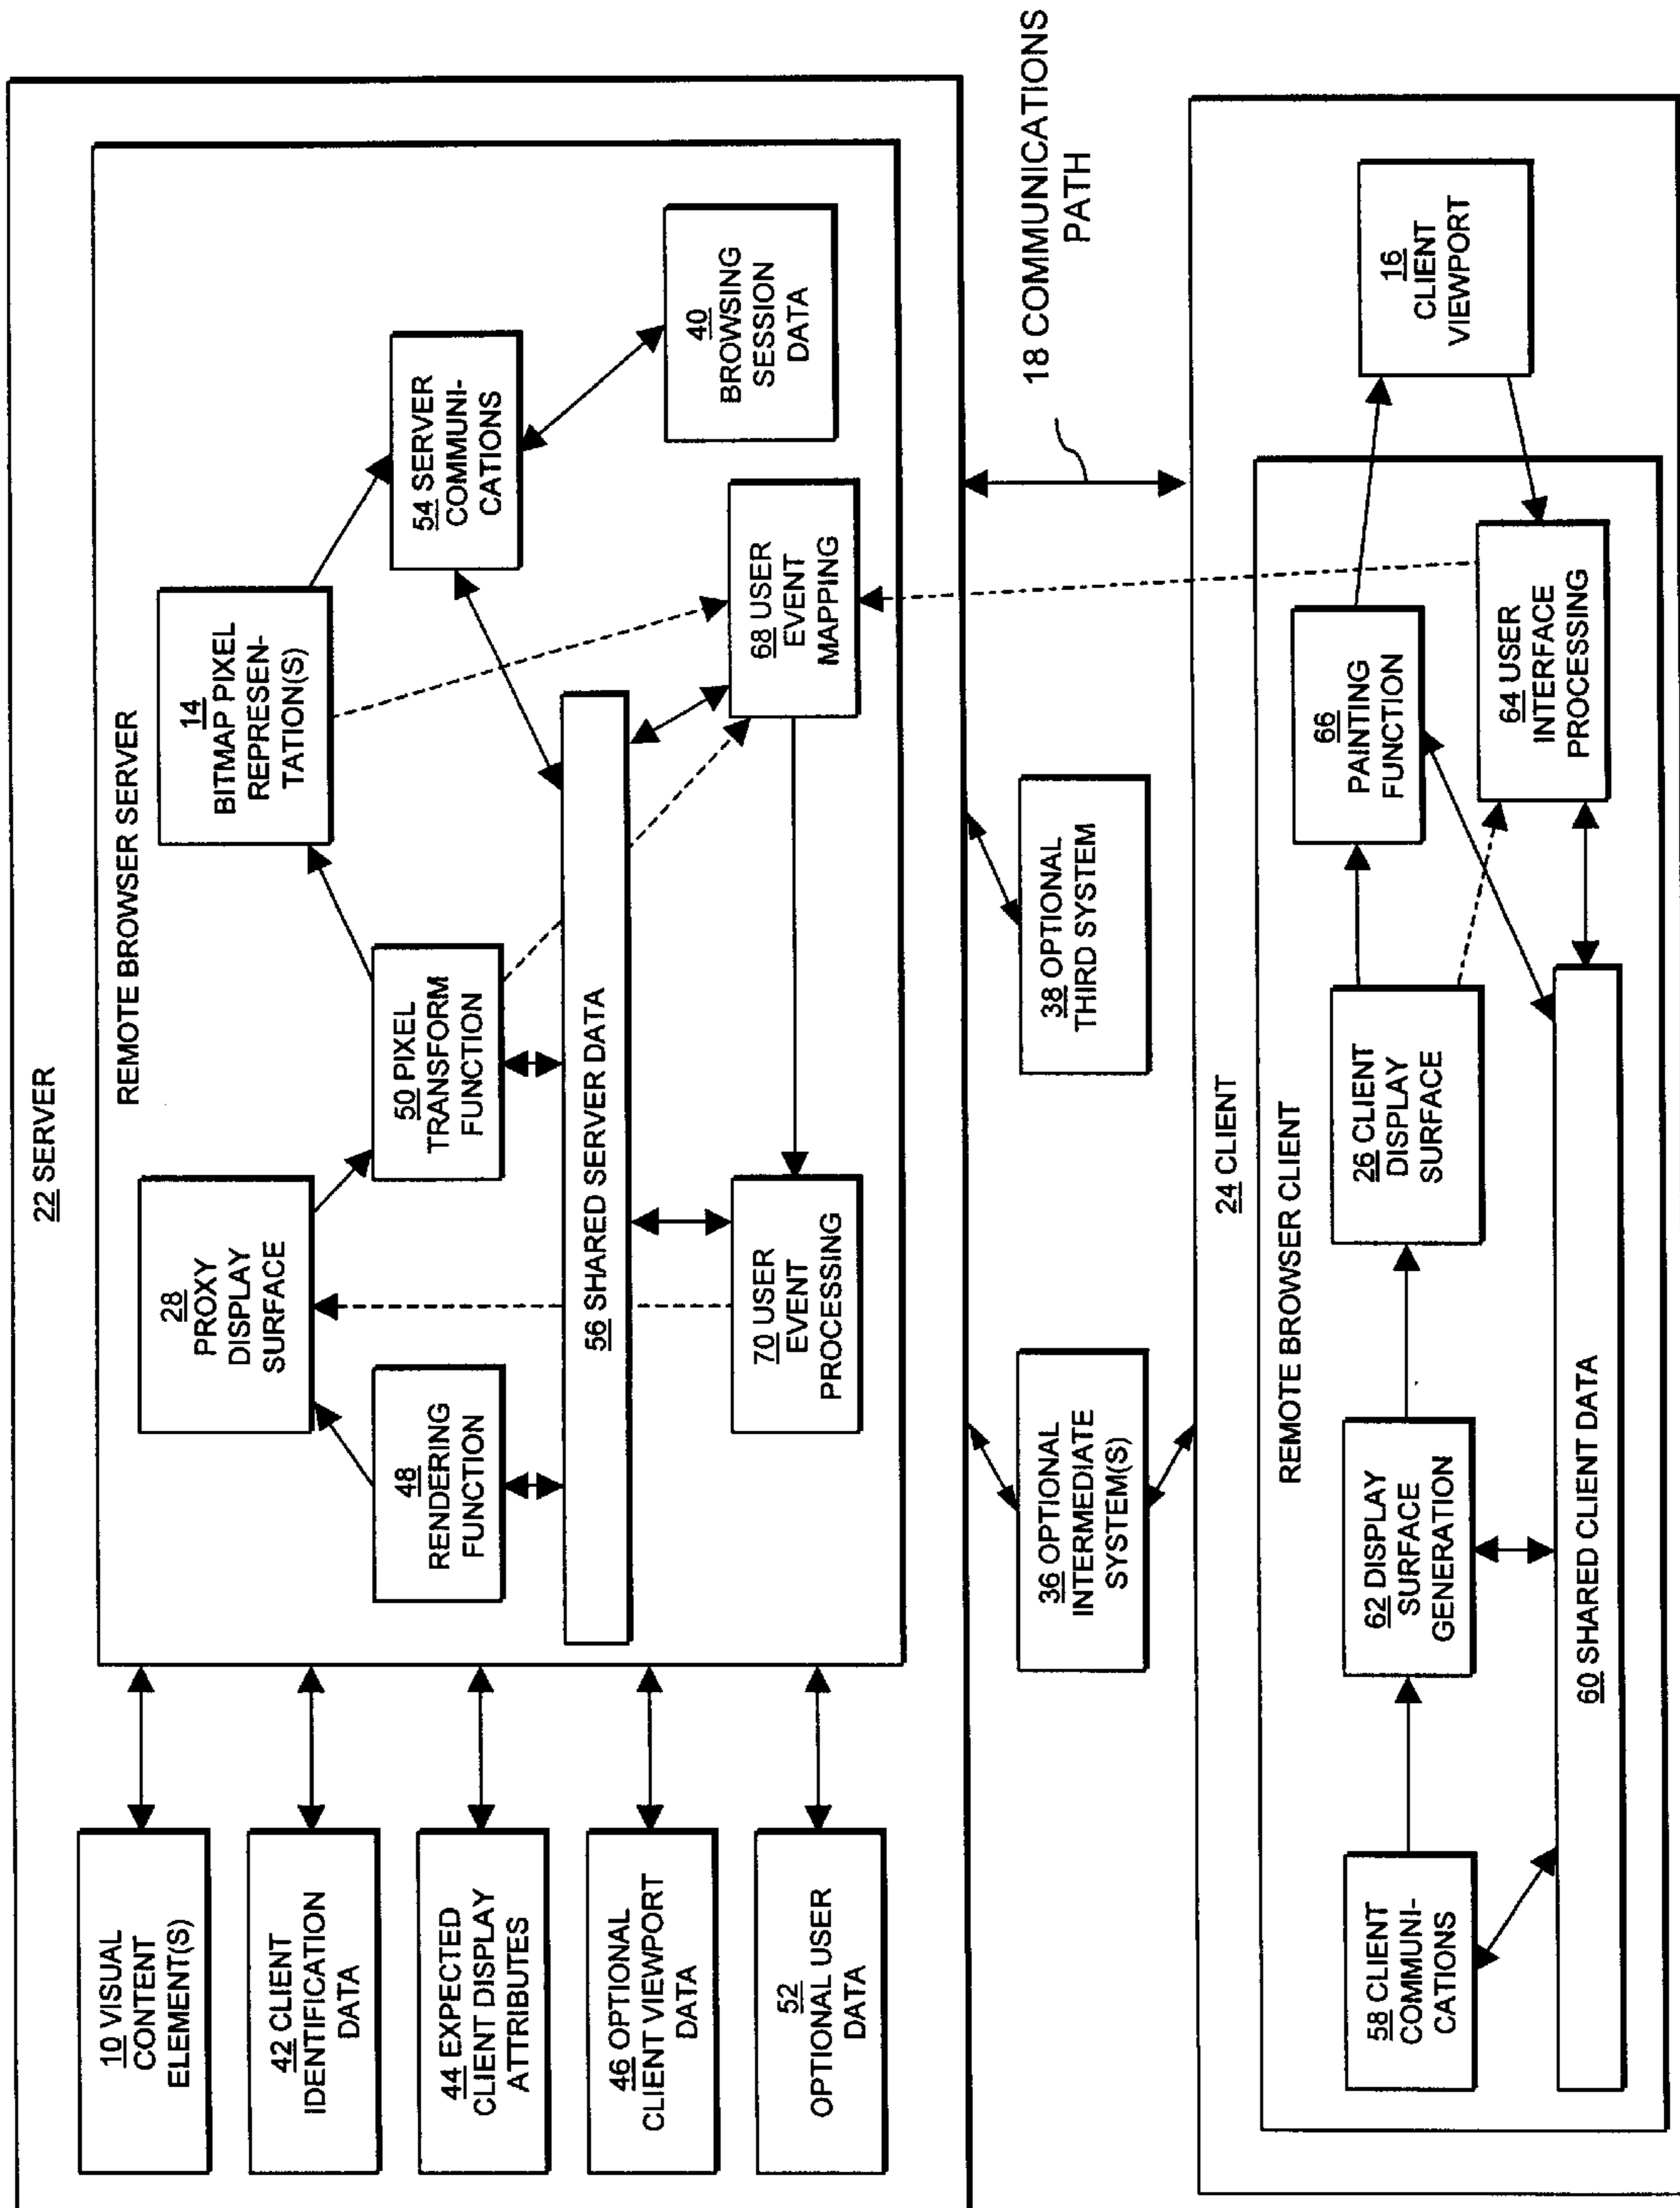 22 SERVER
REMOTE BROWSER SERVER
10 VISUAL
CONTENT
ELEMENT(S)
42 CLIENT
IDENTIFICATION
DATA
44 EXPECTED
CLIENT DISPLAY
ATTRIBUTES
46 OPTIONAL
CLIENT VIEWPORT
DATA
52
OPTIONAL USER
DATA
28
PROXY
DISPLAY
SURFACE
14
BITMAP PIXEL
REPRESEN-
TATION(S)
48
RENDERING
FUNCTION
50 PIXEL
TRANSFORM
FUNCTION
54 SERVER
COMMUNI-
CATIONS
56 SHARED SERVER DATA
40
BROWSING
SESSION
DATA
70 USER
EVENT
PROCESSING
68 USER
EVENT
MAPPING
36 OPTIONAL
INTERMEDIATE
SYSTEM(S)
38 OPTIONAL
THIRD SYSTEM
18 COMMUNICATIONS
PATH
24 CLIENT
REMOTE BROWSER CLIENT
58 CLIENT
COMMUNI-
CATIONS
62 DISPLAY
SURFACE
GENERATION
26 CLIENT
DISPLAY
SURFACE
66
PAINTING
FUNCTION
16
CLIENT
VIEWPORT
64 USER
INTERFACE
PROCESSING
60 SHARED CLIENT DATA